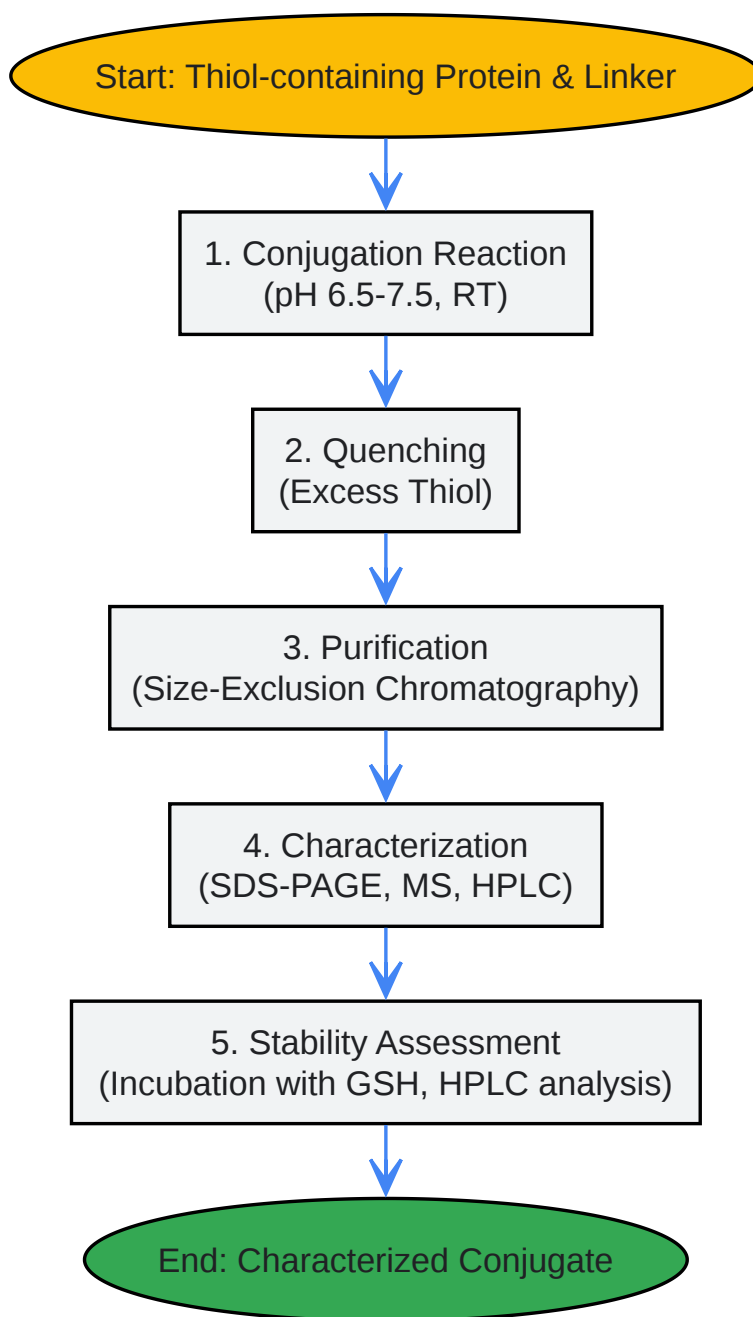 Start: Thiol-containing Protein & Linker
1. Conjugation Reaction
(pH 6.5-7.5, RT)
2. Quenching
(Excess Thiol)
3. Purification
(Size-Exclusion Chromatography)
4. Characterization
(SDS-PAGE, MS, HPLC)
5. Stability Assessment
(Incubation with GSH, HPLC analysis)
End: Characterized Conjugate